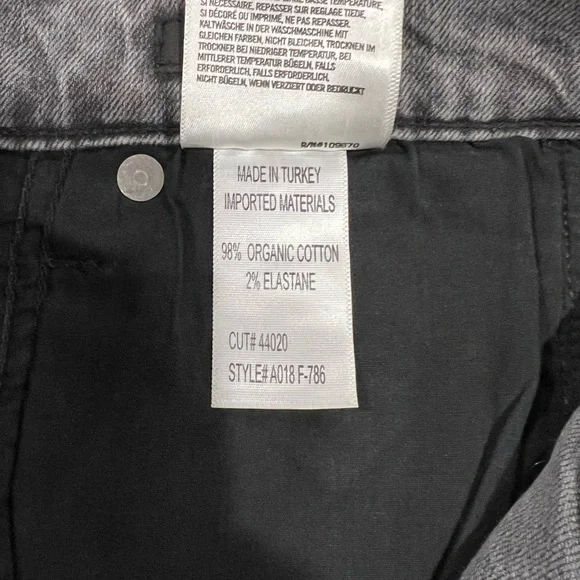 SI NÉCESSAIRE, REPASSER SUR REGLAGE TIEDE,
SI DÉCORÉ OU IMPRIMÉ, NE PAS REPASSER.
KALTWÄSCHE IN DER WASCHMASCHINE MIT
GLEICHEN FARBEN, NICHT BLEICHEN, TROCKNEN IM
TROCKNER BEI NIEDRIGER TEMPERATUR, BEI
MITTLERER TEMPERATUR BÜGELN, FALLS
ERFORDERLICH, FALLS ERFORDERLICH,
NICHT BÜGELN, WENN VERZIERT ODER BEDRUCKT
R/N#109870
MADE IN TURKEY
IMPORTED MATERIALS
98% ORGANIC COTTON
2% ELASTANE
CUT# 44020
STYLE# A018 F-786